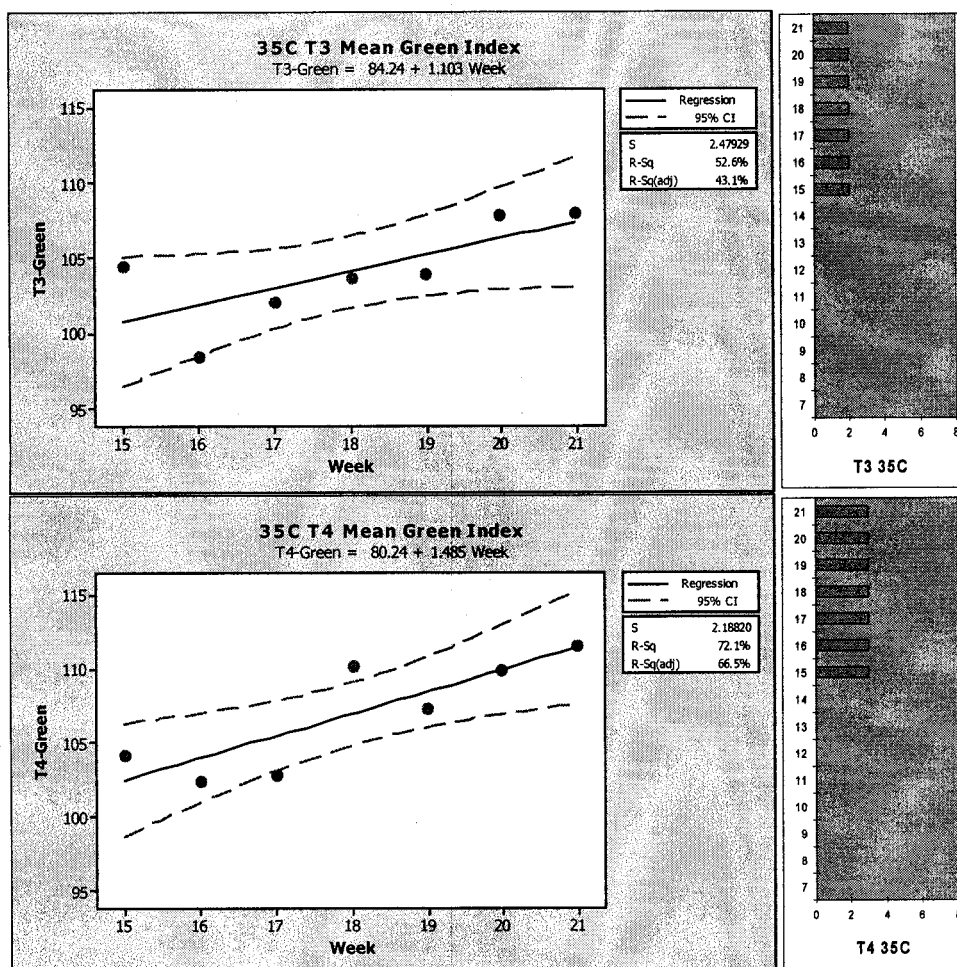 35C T3 Mean Green Index
T3-Green = 84.24 + 1.103 Week
115
110
105
100
95
T3-Green
15 16 17 18 19 20 21
Week
Regression
95% CI
S 2.47929
R-Sq 52.6%
R-Sq(adj) 43.1%
21
20
19
18
17
16
15
14
13
12
11
10
9
8
7
0 2 4 6 8
T3 35C
35C T4 Mean Green Index
T4-Green = 80.24 + 1.485 Week
115
110
105
100
95
T4-Green
15 16 17 18 19 20 21
Week
Regression
95% CI
S 2.18820
R-Sq 72.1%
R-Sq(adj) 66.5%
21
20
19
18
17
16
15
14
13
12
11
10
9
8
7
0 2 4 6 8
T4 35C